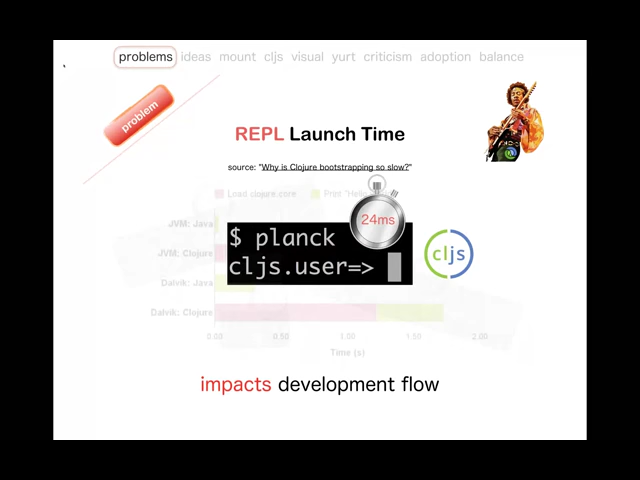 problems ideas mount cljs visual yurt criticism adoption balance
problem
REPL Launch Time
source: "Why is Clojure bootstrapping so slow?"
Load clojure.core Print "Hello
24ms
JVM: Java
$ planck
JVM: Clojure
cljs
cljs.user=>
Dalvik: Java
Dalvik: Clojure
0.00 0.50 1.00 1.50 2.00
Time (s)
impacts development flow